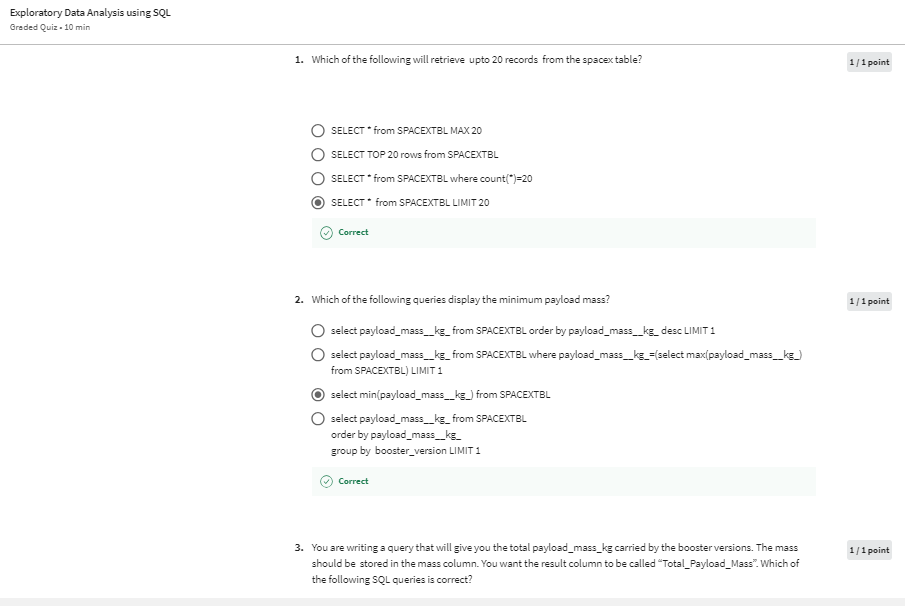 Exploratory Data Analysis using SQL
Graded Quiz • 10 min
1. Which of the following will retrieve upto 20 records from the spacex table?
1 / 1 point
SELECT * from SPACEXTBL MAX 20
SELECT TOP 20 rows from SPACEXTBL
SELECT * from SPACEXTBL where count(*)=20
SELECT * from SPACEXTBL LIMIT 20
Correct
2. Which of the following queries display the minimum payload mass?
1 / 1 point
select payload_mass__kg_ from SPACEXTBL order by payload_mass__kg_ desc LIMIT 1
select payload_mass__kg_ from SPACEXTBL where payload_mass__kg_=(select max(payload_mass__kg_)
from SPACEXTBL) LIMIT 1
select min(payload_mass__kg_) from SPACEXTBL
select payload_mass__kg_ from SPACEXTBL
order by payload_mass__kg_
group by booster_version LIMIT 1
Correct
3. You are writing a query that will give you the total payload_mass_kg carried by the booster versions. The mass
1 / 1 point
should be stored in the mass column. You want the result column to be called “Total_Payload_Mass”. Which of
the following SQL queries is correct?